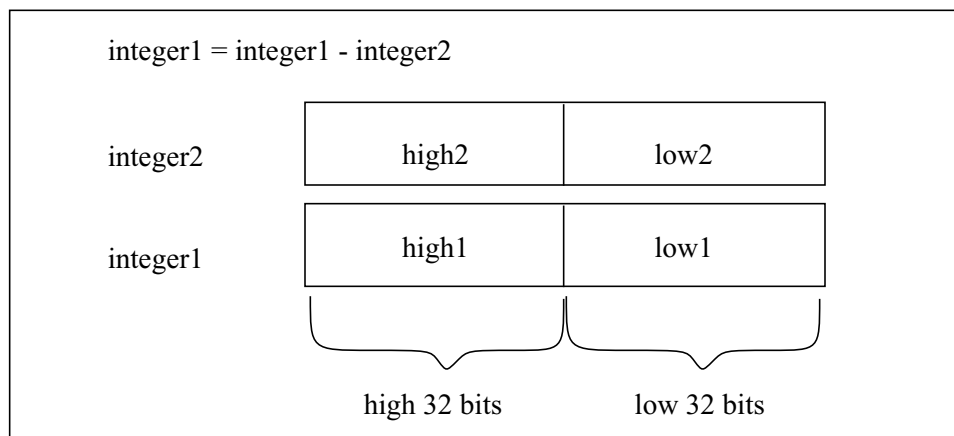 integer1 = integer1 - integer2
integer2 high2 low2
integer1 high1 low1
high 32 bits low 32 bits